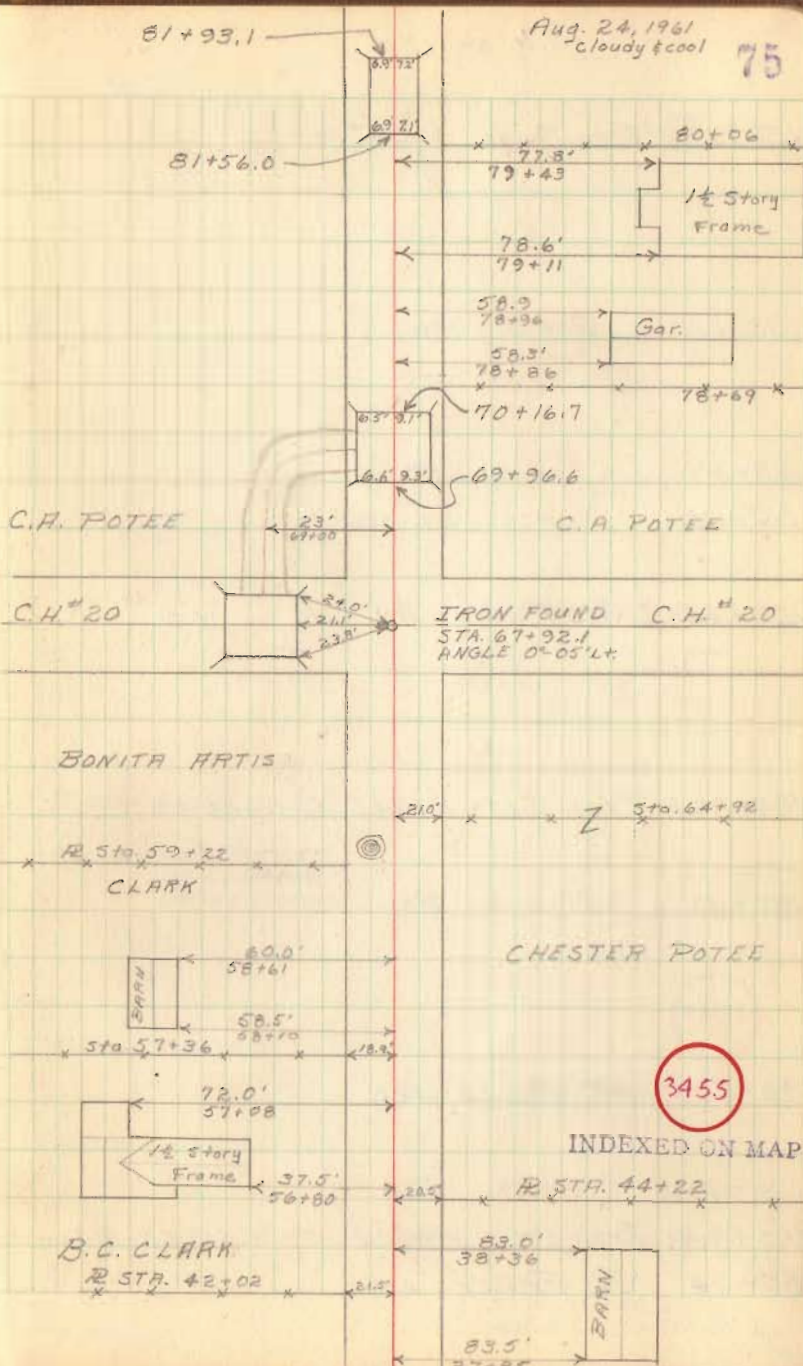 81+93.1
Aug. 24, 1961
cloudy & cool
75
6.9' 7.2'
6.9' 7.1'
81+56.0
80+06
77.8'
79+43
1½ Story
Frame
78.6'
79+11
58.9
78+96
Gar.
58.3'
78+86
78+69
6.5' 9.1'
70+16.7
6.6' 9.3'
69+96.6
C.A. POTEE
23'
69+00
C.A. POTEE
C.H. #20
24.0'
21.1'
23.8'
IRON FOUND
STA. 67+92.1
ANGLE 0°-05' Lt.
C.H. #20
BONITA ARTIS
21.0'
Z
Sta. 64+92
PL Sta. 59+22
CLARK
60.0'
58+61
BARN
58.5'
58+10
CHESTER POTEE
sta 57+36
18.9'
72.0'
57+08
3455
INDEXED ON MAP
1½ Story
Frame
37.5'
56+80
20.5'
PL STA. 44+22
B.C. CLARK
PL STA. 42+02
21.5'
83.0'
38+36
BARN
83.5'